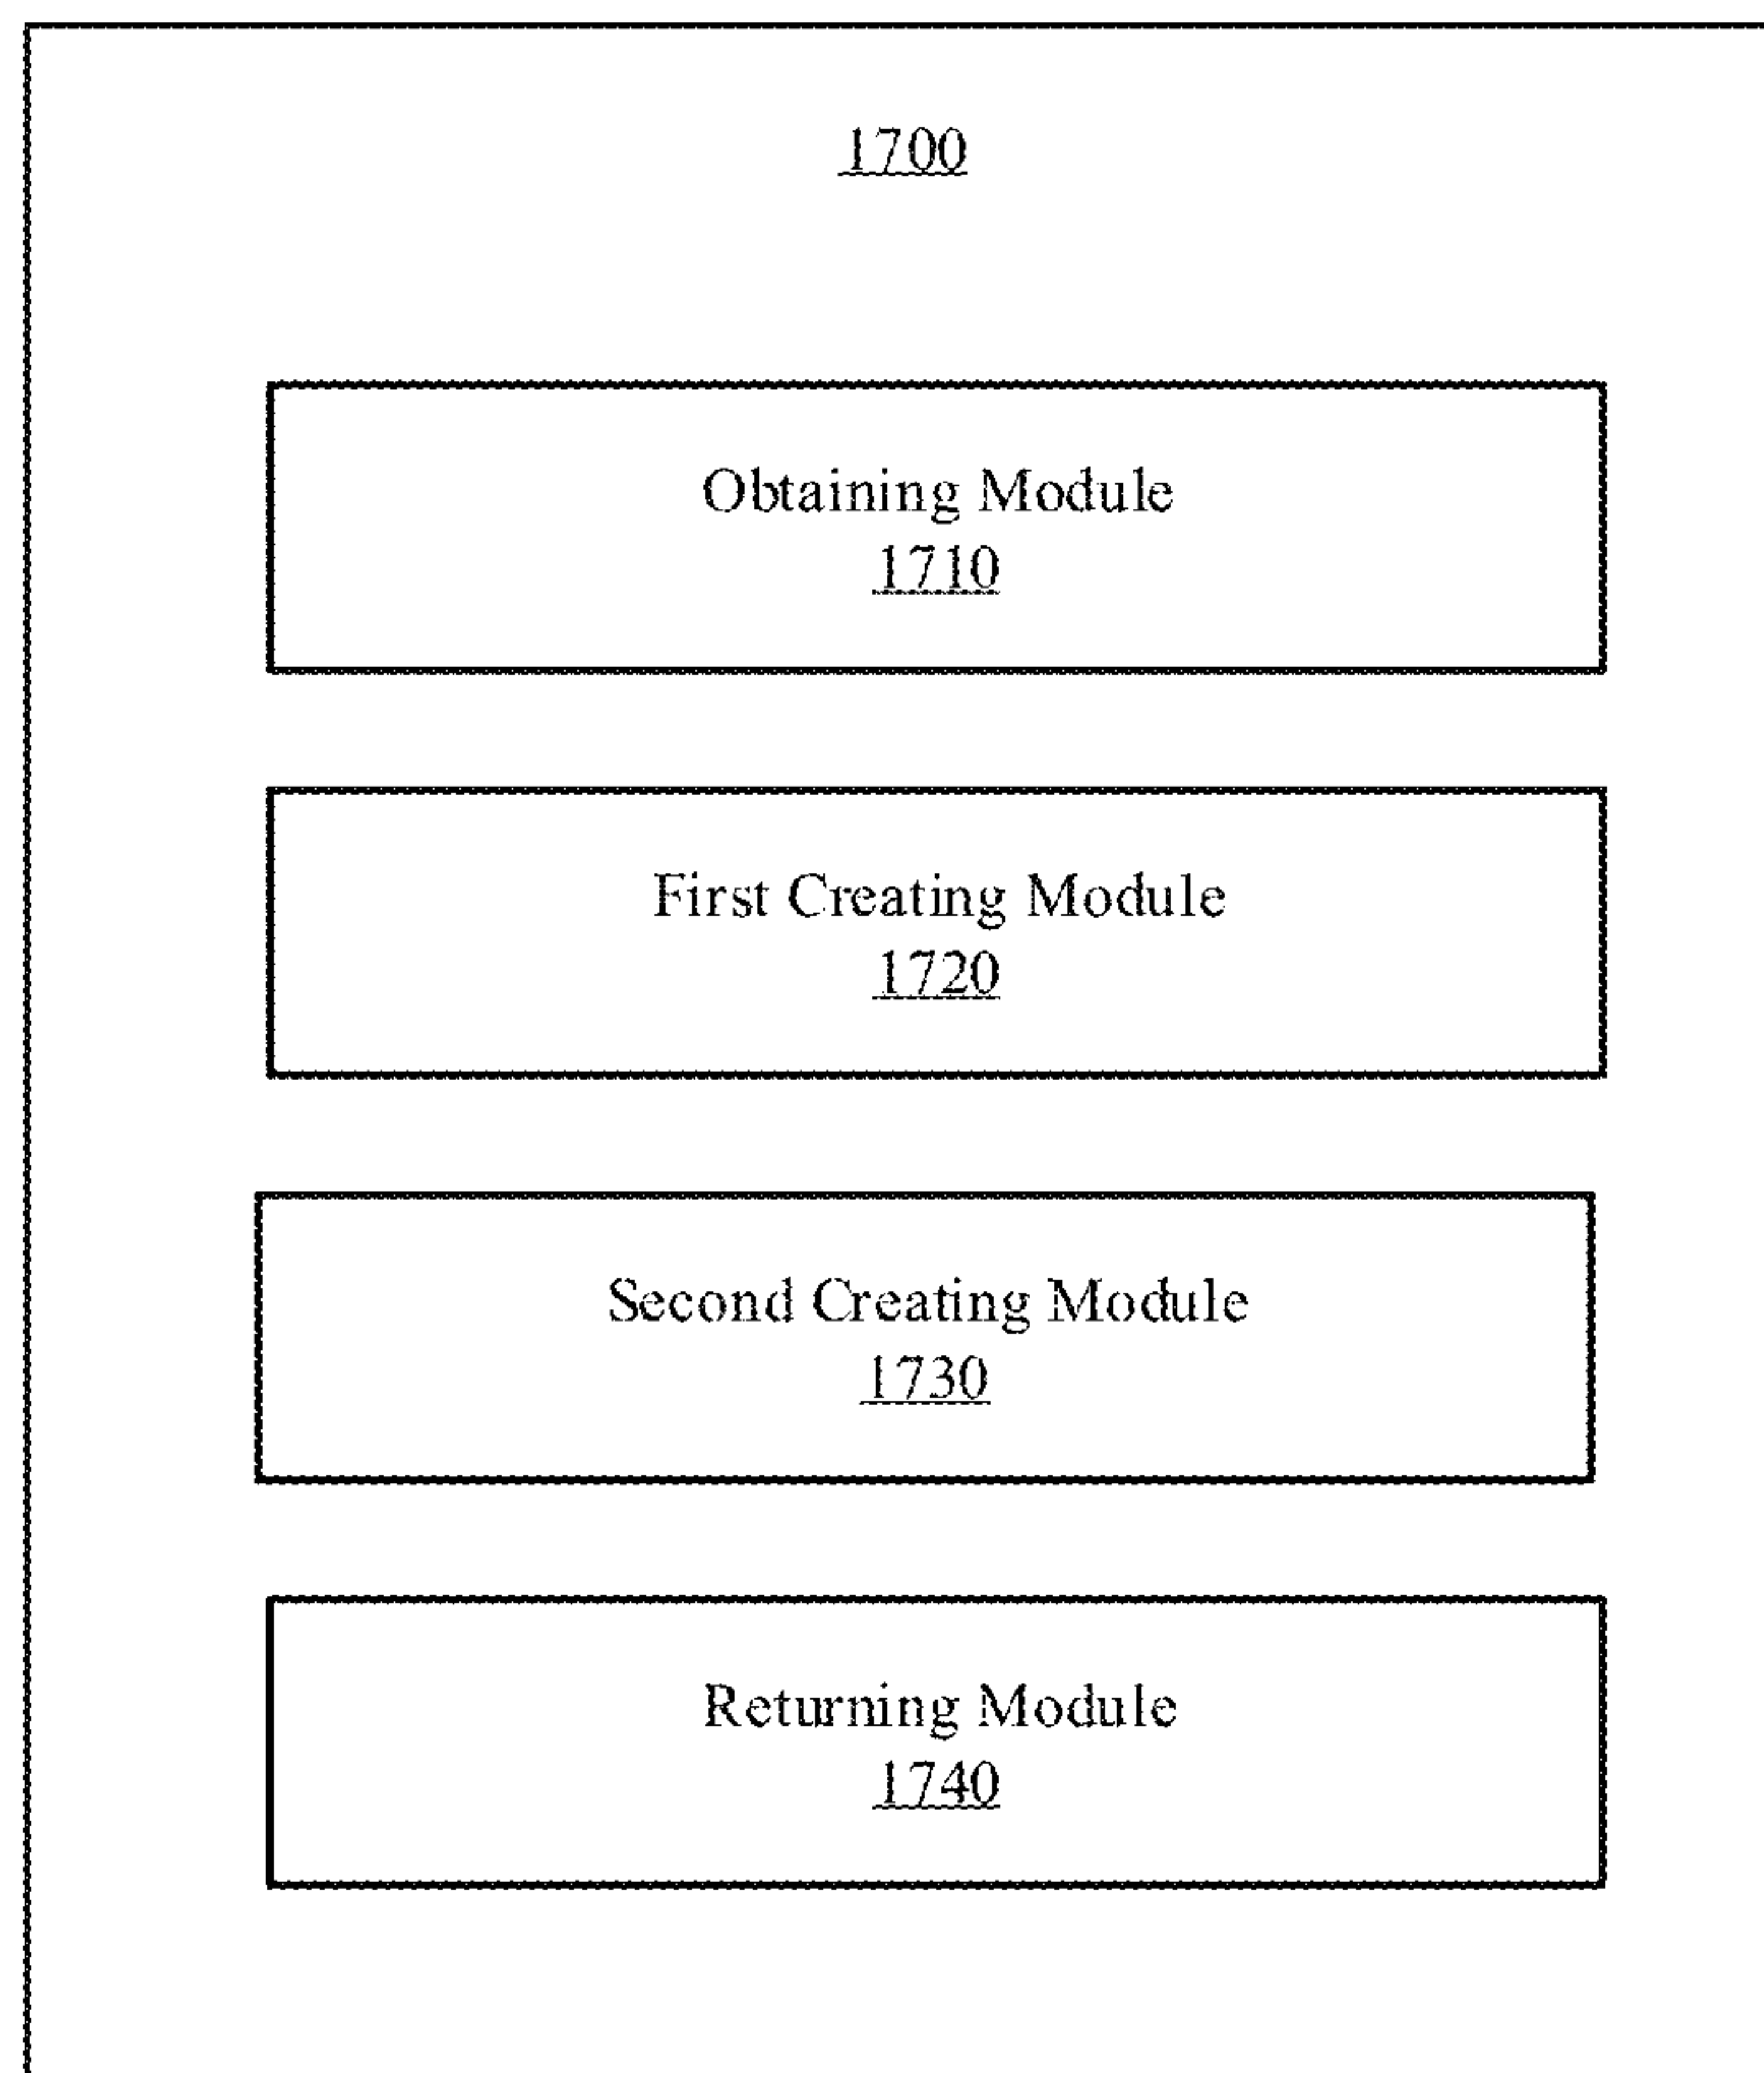 1700
Obtaining Module
1710
First Creating Module
1720
Second Creating Module
1730
Returning Module
1740